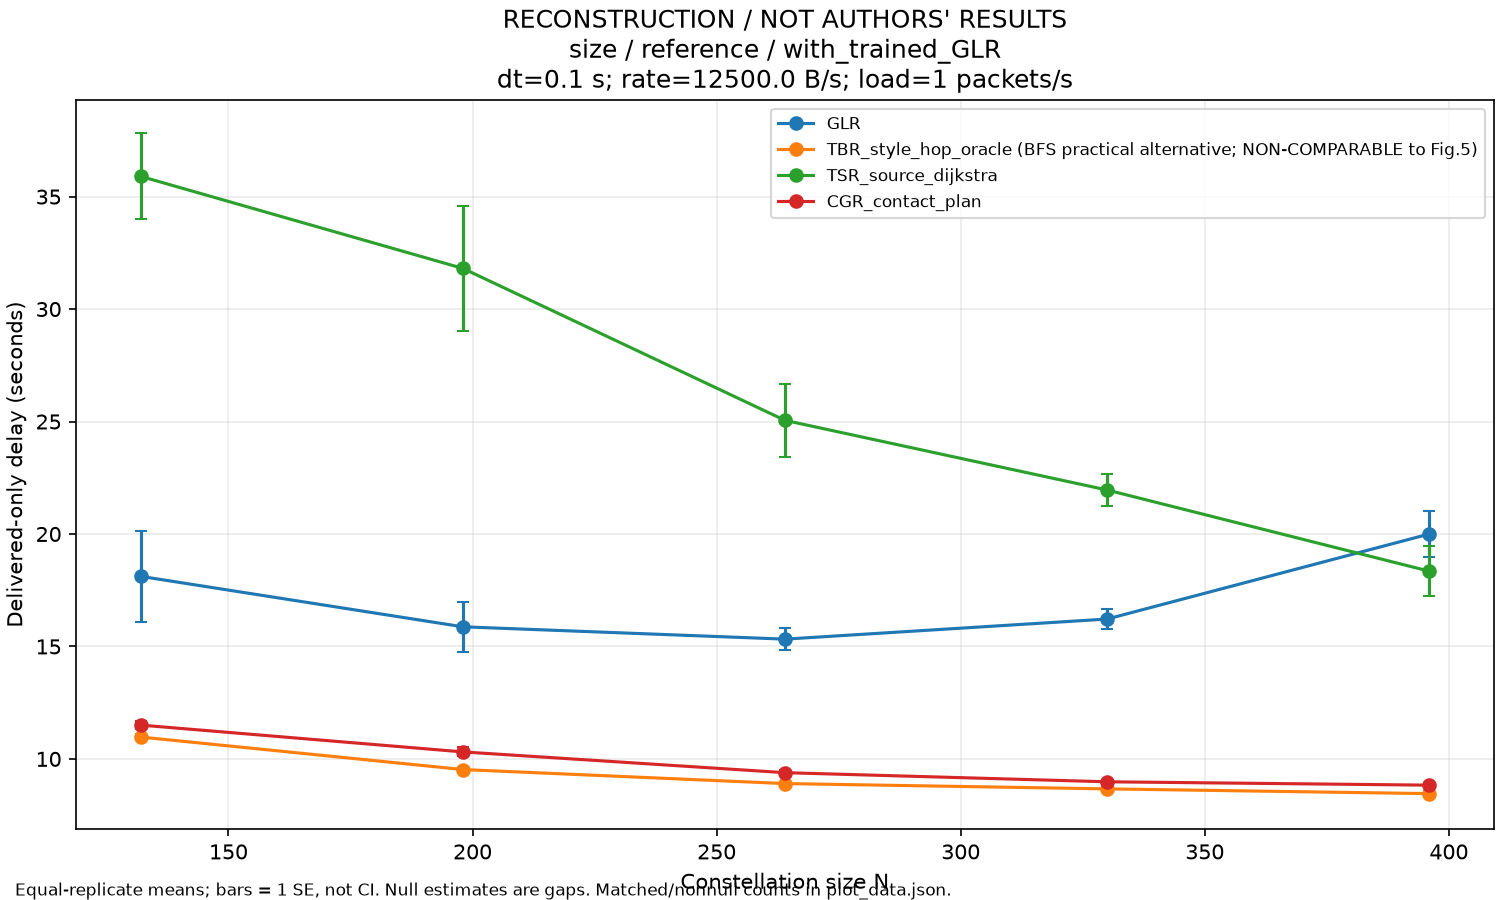 RECONSTRUCTION / NOT AUTHORS' RESULTS
size / reference / with_trained_GLR
dt=0.1 s; rate=12500.0 B/s; load=1 packets/s
GLR
TBR_style_hop_oracle (BFS practical alternative; NON-COMPARABLE to Fig.5)
TSR_source_dijkstra
CGR_contact_plan
Delivered-only delay (seconds)
35
30
25
20
15
10
150
200
250
300
350
400
Constellation size N
Equal-replicate means; bars = 1 SE, not CI. Null estimates are gaps. Matched/nonnull counts in plot_data.json.